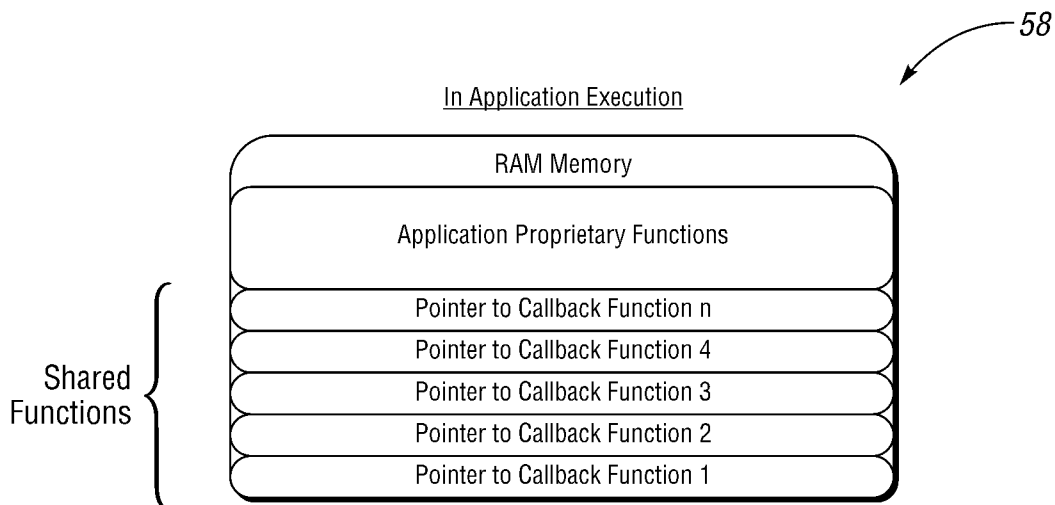 58
In Application Execution
RAM Memory
Application Proprietary Functions
Pointer to Callback Function n
Pointer to Callback Function 4
Shared
Functions
Pointer to Callback Function 3
Pointer to Callback Function 2
Pointer to Callback Function 1